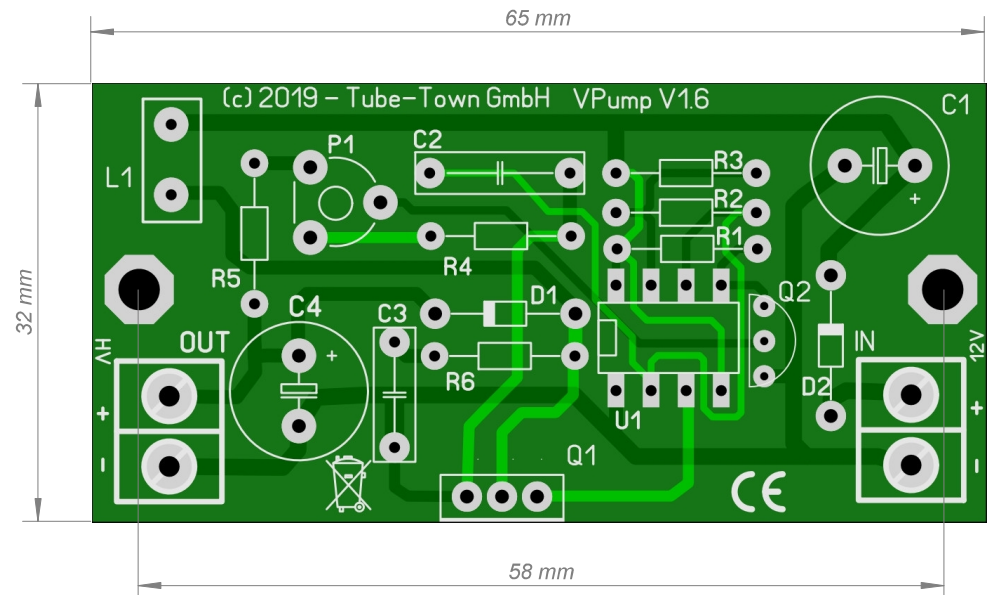 65 mm
(c) 2019 - Tube-Town GmbH VPump V1.6
C1
P1
C2
L1
R3
R2
R1
+
R4
R5
32 mm
D1
Q2
C4
C3
OUT
HV
+
IN
12V
R6
D2
+
+
U1
-
-
Q1
CE
58 mm